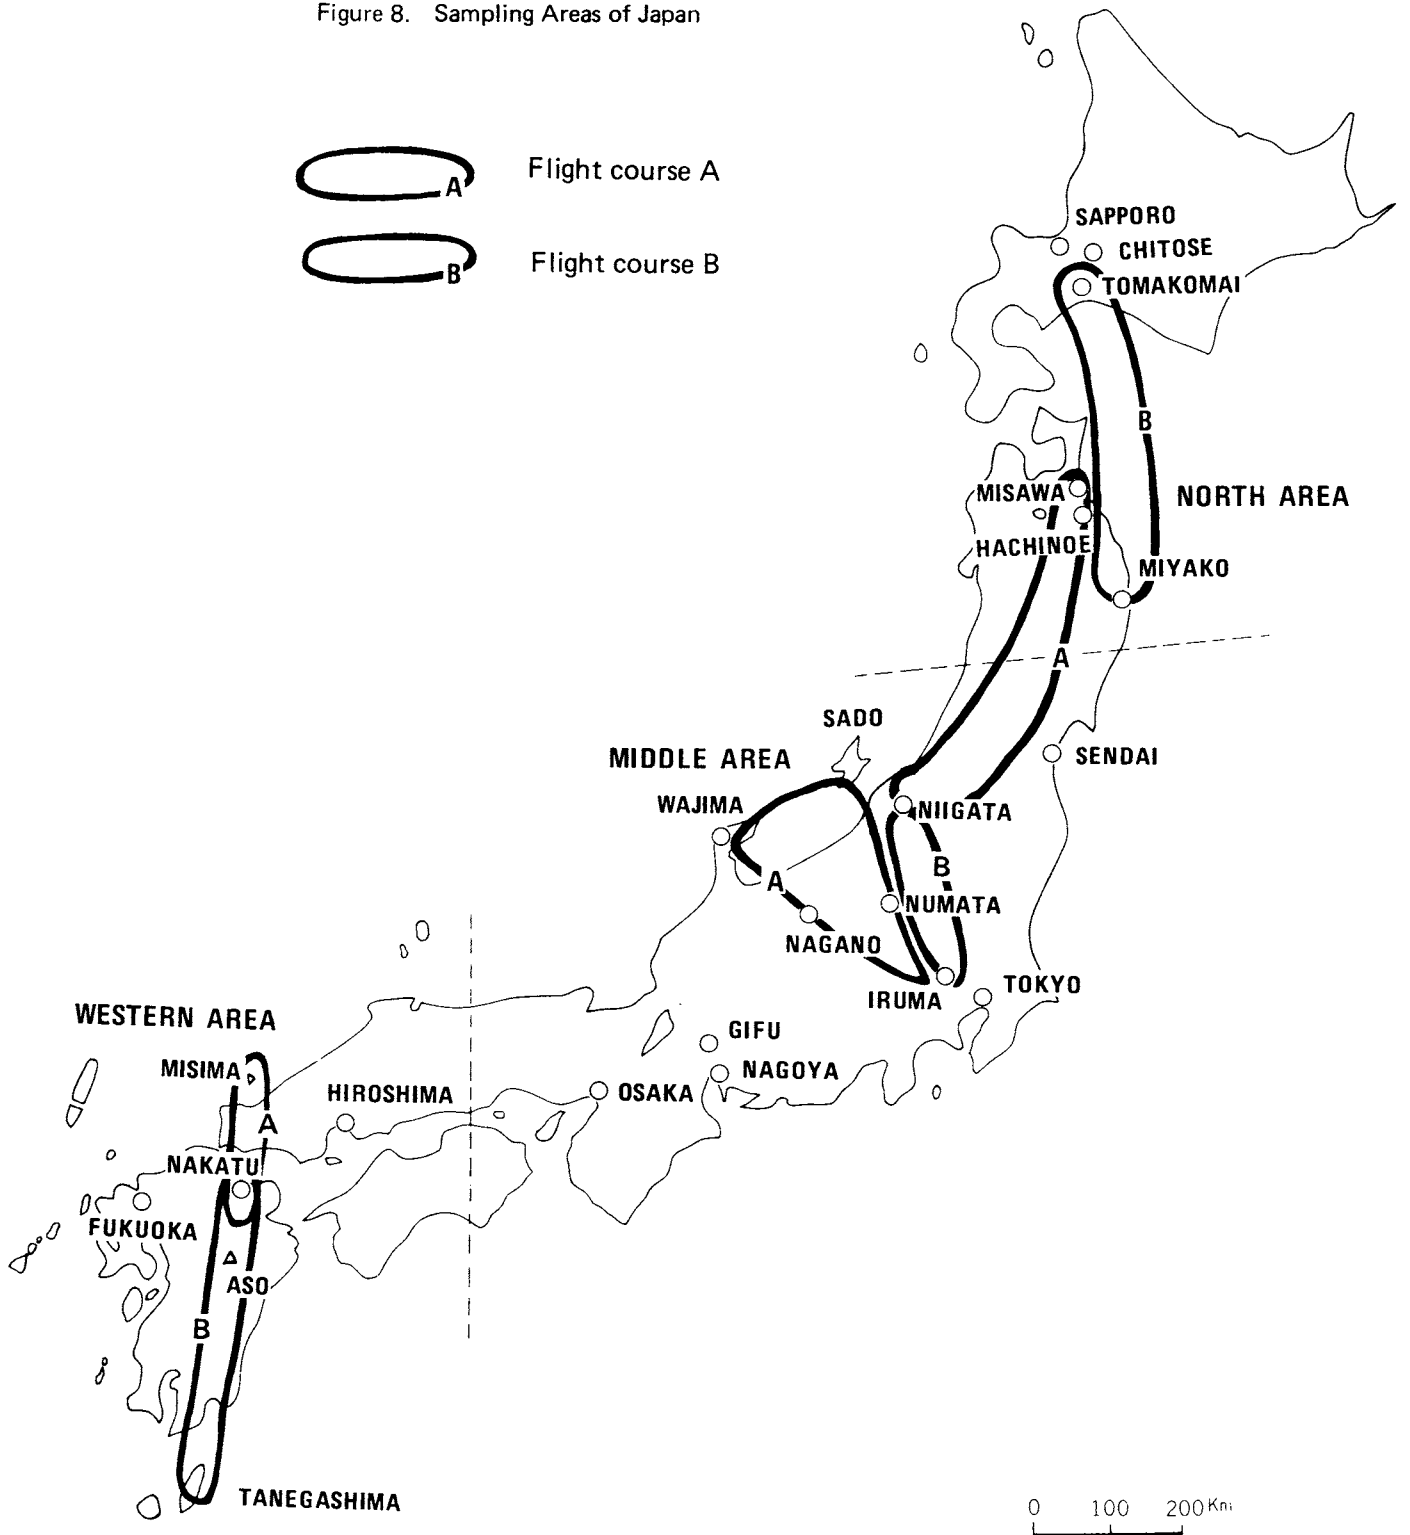 Figure 8. Sampling Areas of Japan
A
Flight course A
B
Flight course B
SAPPORO
CHITOSE
TOMAKOMAI
B
MISAWA
NORTH AREA
HACHINOE
MIYAKO
A
SADO
MIDDLE AREA
SENDAI
WAJIMA
NIIGATA
B
A
NUMATA
NAGANO
TOKYO
IRUMA
WESTERN AREA
GIFU
MISIMA
NAGOYA
HIROSHIMA
OSAKA
A
NAKATU
FUKUOKA
ASO
B
TANEGASHIMA
0 100 200 Km